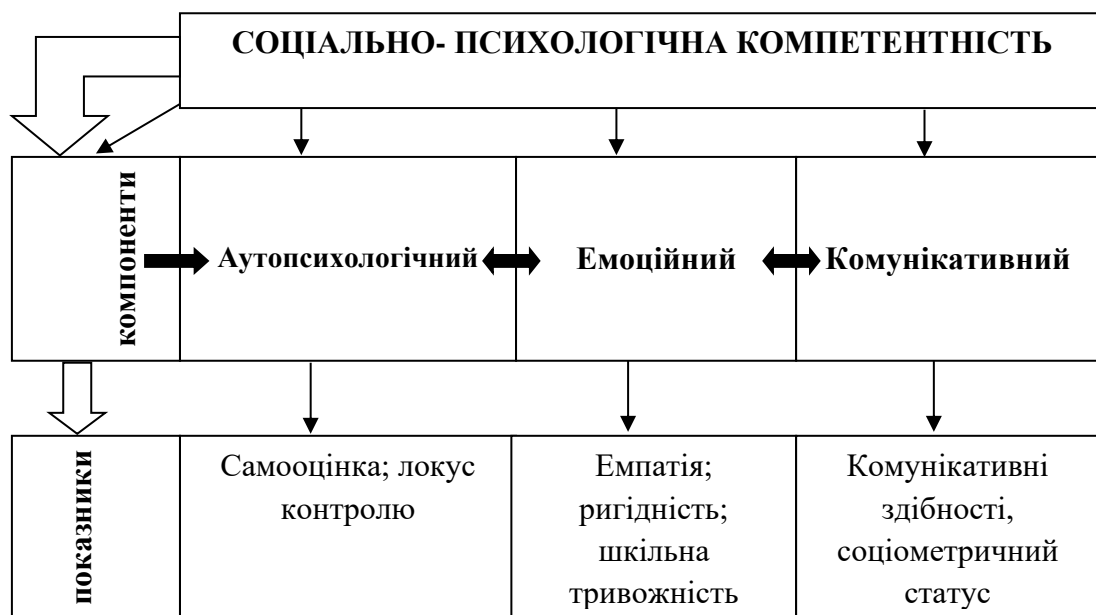 СОЦІАЛЬНО- ПСИХОЛОГІЧНА КОМПЕТЕНТНІСТЬ
компоненти
Аутопсихологічний
Емоційний
Комунікативний
показники
Самооцінка; локус
контролю
Емпатія;
ригідність;
шкільна
тривожність
Комунікативні
здібності,
соціометричний
статус